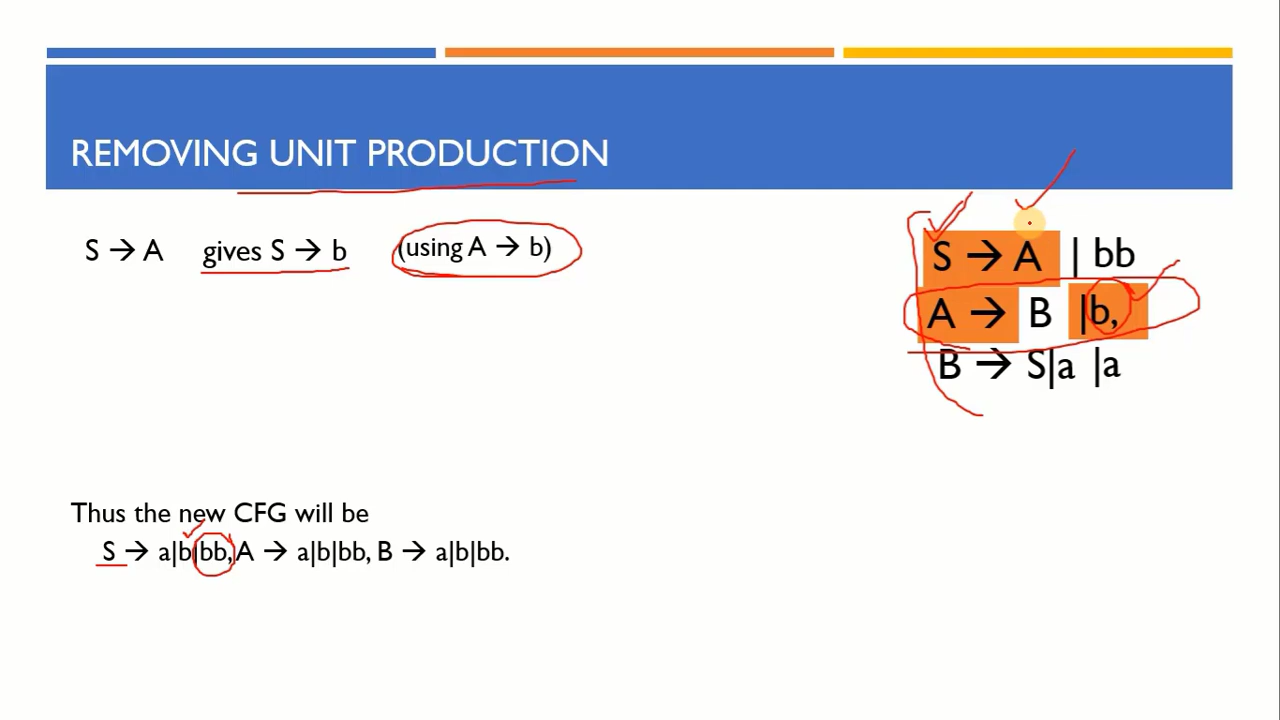 REMOVING UNIT PRODUCTION
S → A gives S → b (using A → b)
S → A | bb
A → B |b,
B → S|a |a
Thus the new CFG will be
S → a|b|bb, A → a|b|bb, B → a|b|bb.